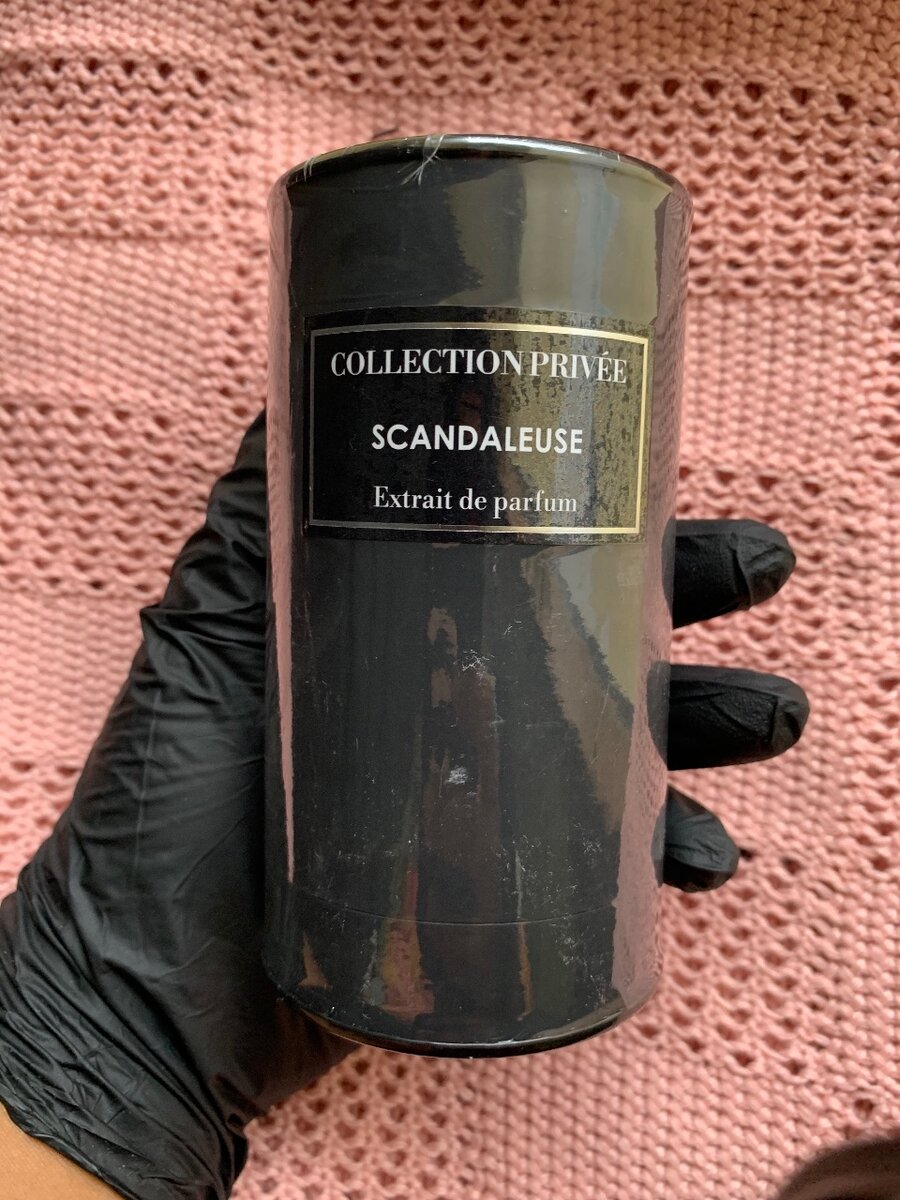 COLLECTION PRIVÉE
SCANDALEUSE
Extrait de parfum